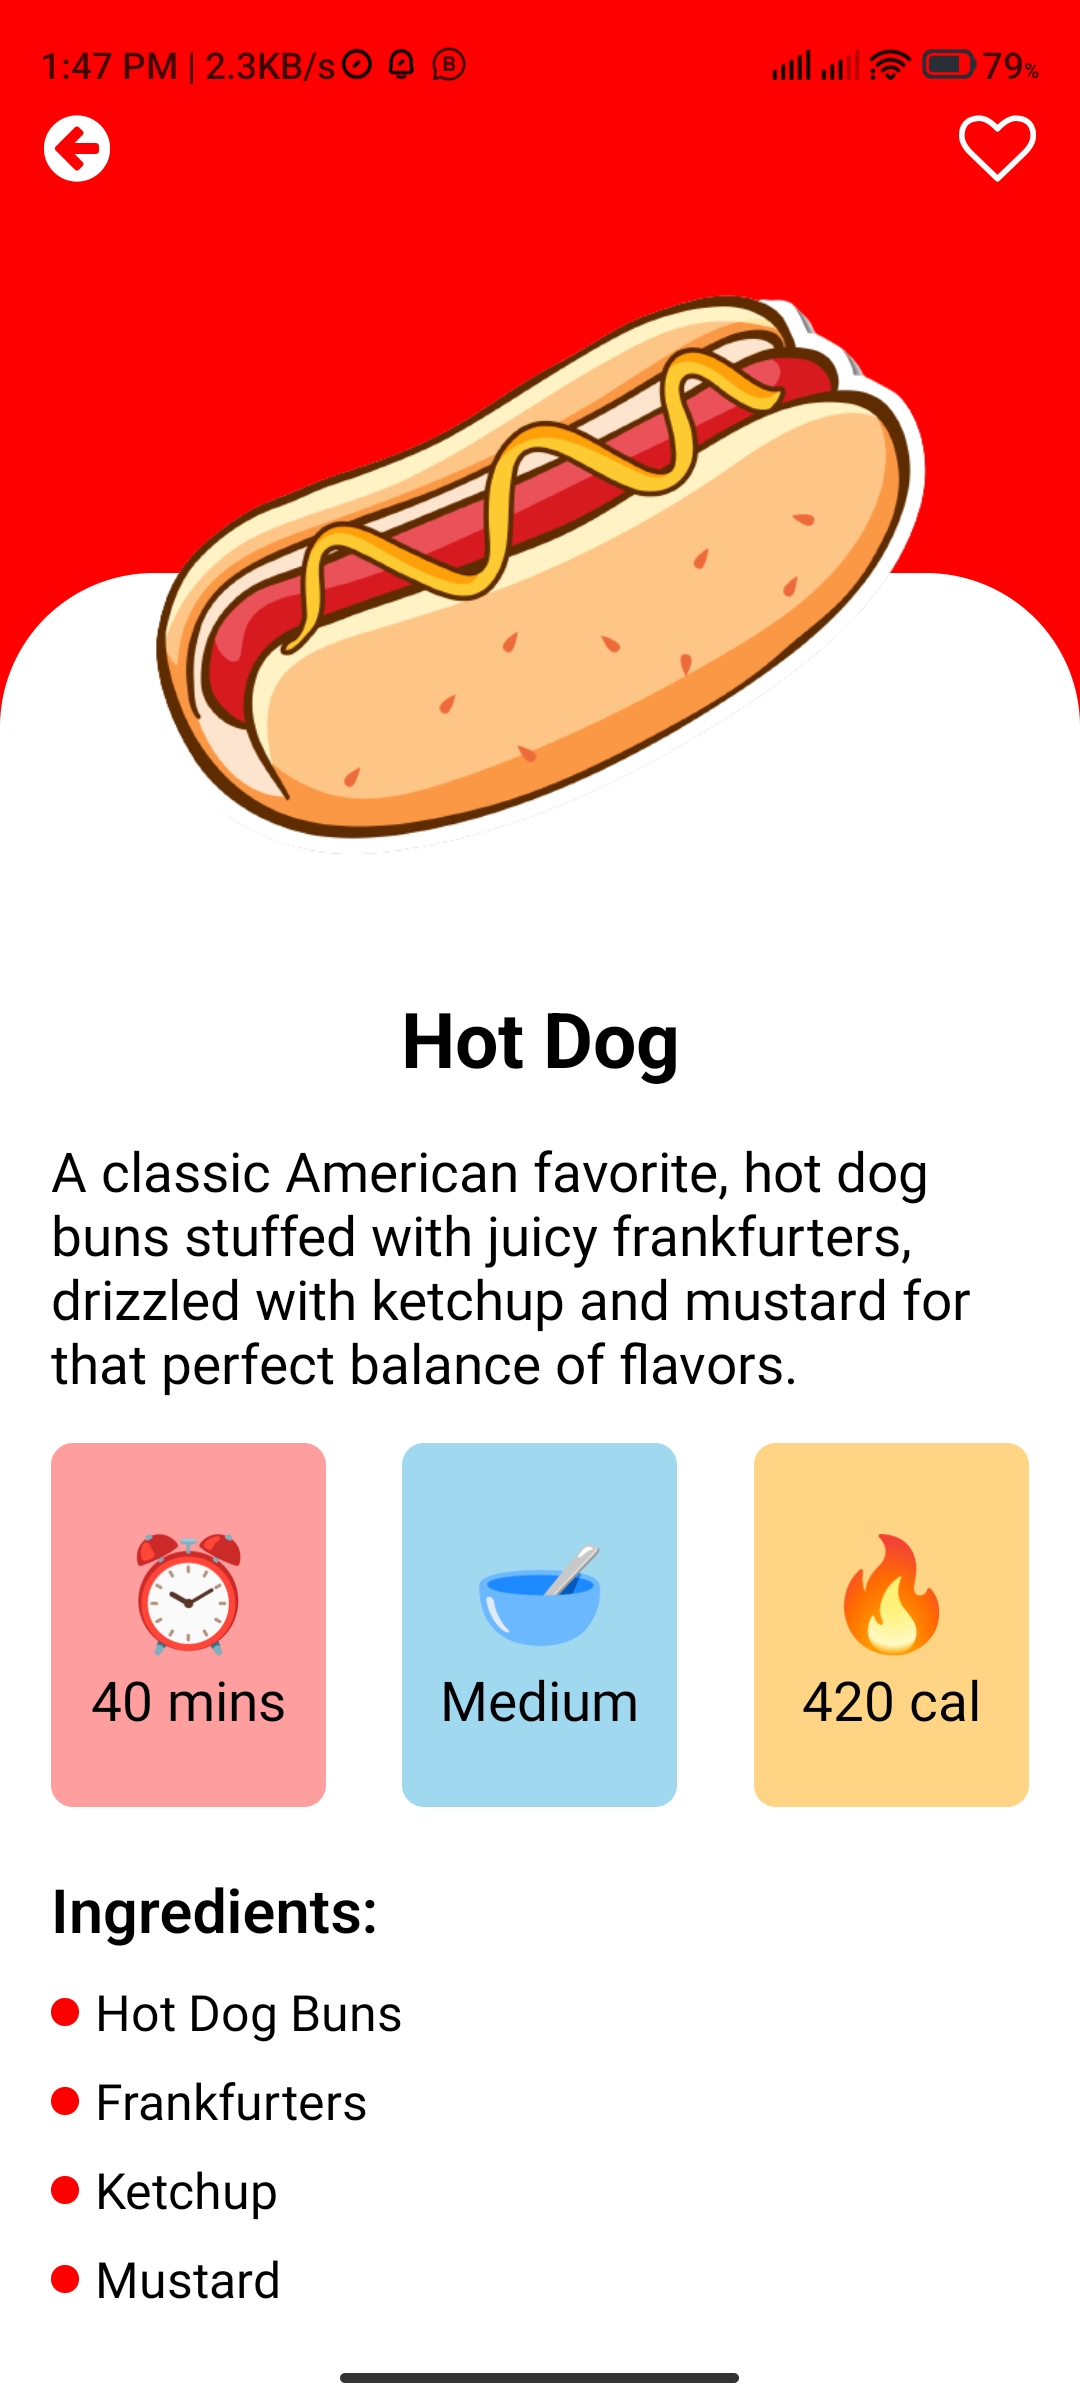 1:47 PM | 2.3KB/s B 79%
Hot Dog
A classic American favorite, hot dog
buns stuffed with juicy frankfurters,
drizzled with ketchup and mustard for
that perfect balance of flavors.
40 mins Medium 420 cal
Ingredients:
Hot Dog Buns
Frankfurters
Ketchup
Mustard